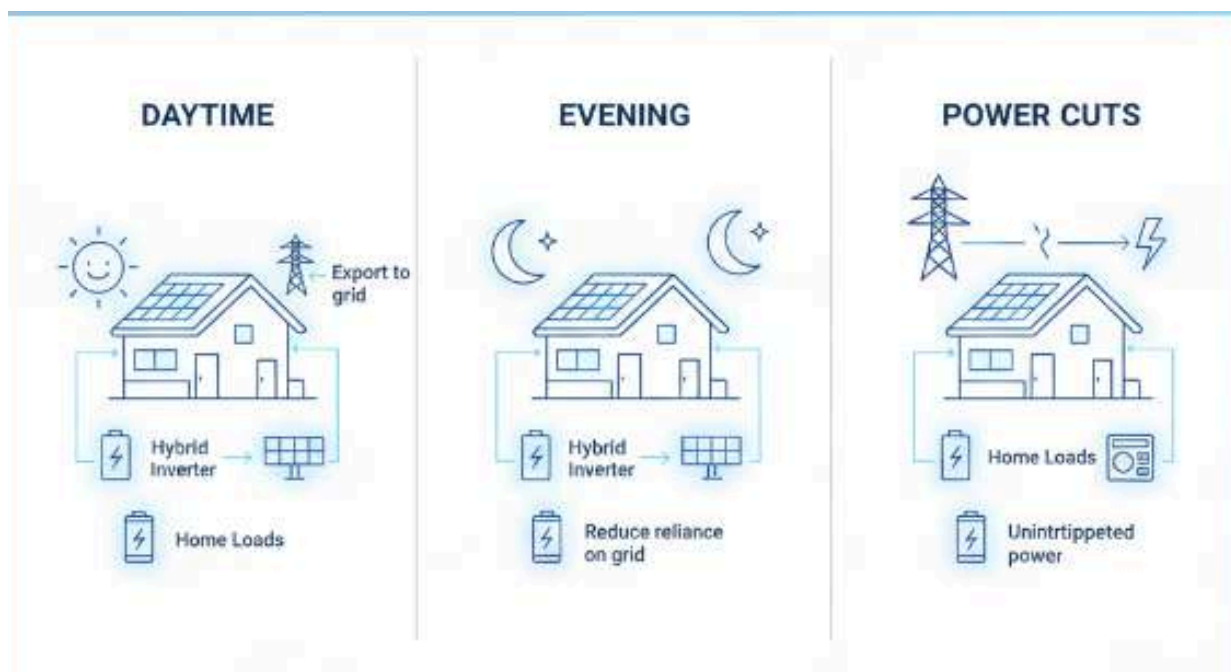 DAYTIME
Export to
grid
Hybrid
Inverter
Home Loads
EVENING
Hybrid
Inverter
Reduce reliance
on grid
POWER CUTS
Home Loads
Unintrtippeted
power